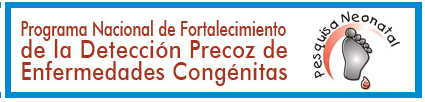 Programa Nacional de Fortalecimiento
de la Detección Precoz de
Enfermedades Congénitas
Pesquisa Neonatal